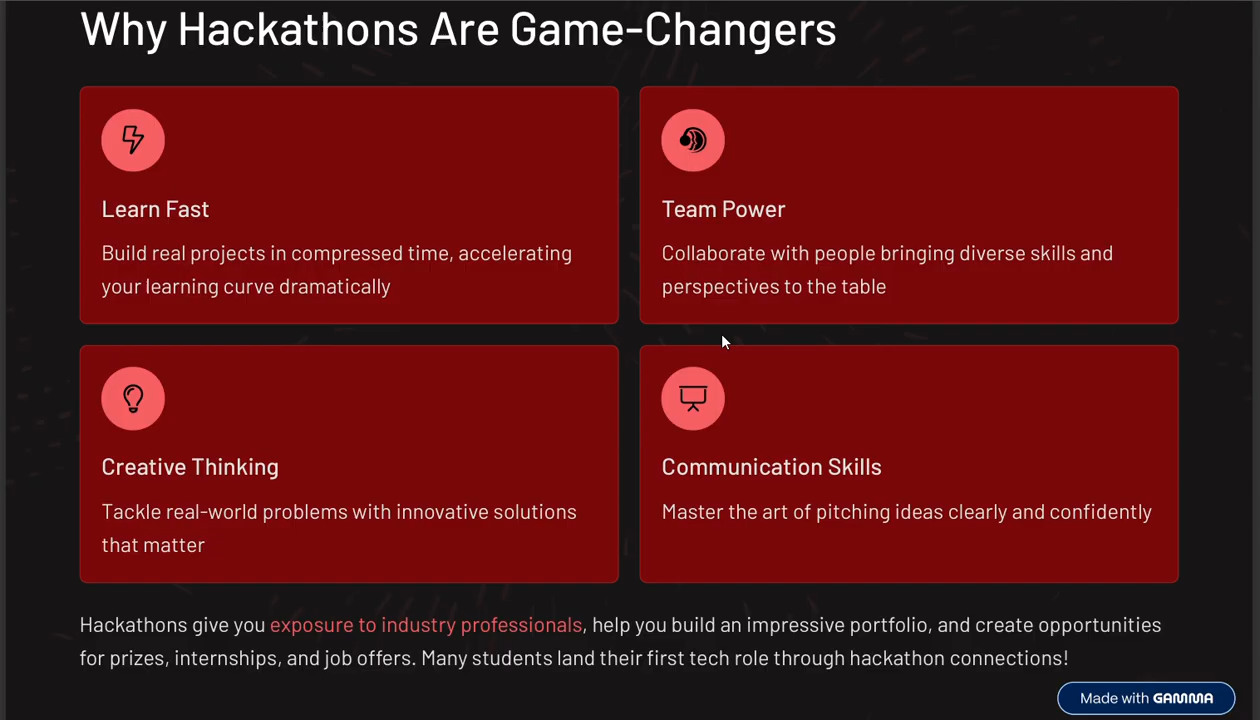 Why Hackathons Are Game-Changers
Learn Fast
Build real projects in compressed time, accelerating
your learning curve dramatically
Team Power
Collaborate with people bringing diverse skills and
perspectives to the table
Creative Thinking
Tackle real-world problems with innovative solutions
that matter
Communication Skills
Master the art of pitching ideas clearly and confidently
Hackathons give you exposure to industry professionals, help you build an impressive portfolio, and create opportunities
for prizes, internships, and job offers. Many students land their first tech role through hackathon connections!
Made with GAMMA